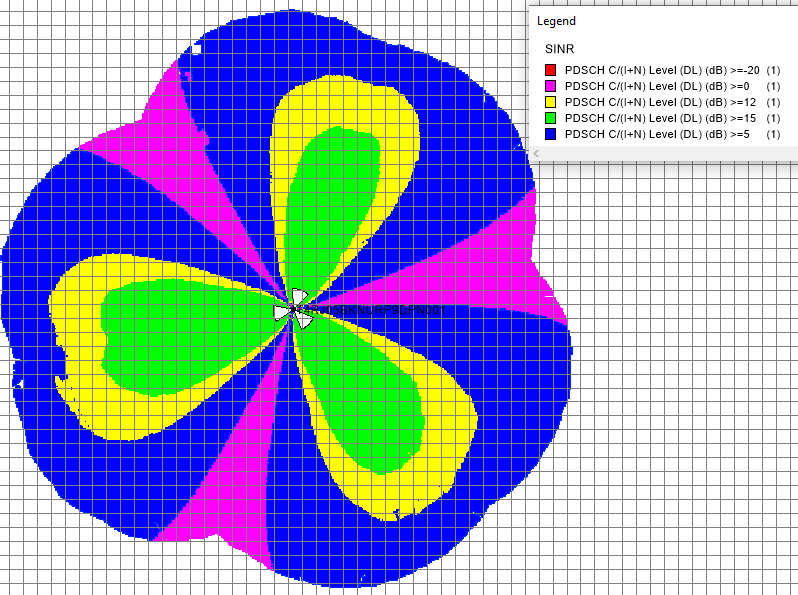 Legend
SINR
PDSCH C/(I+N) Level (DL) (dB) >=-20 (1)
PDSCH C/(I+N) Level (DL) (dB) >=0 (1)
PDSCH C/(I+N) Level (DL) (dB) >=12 (1)
PDSCH C/(I+N) Level (DL) (dB) >=15 (1)
PDSCH C/(I+N) Level (DL) (dB) >=5 (1)